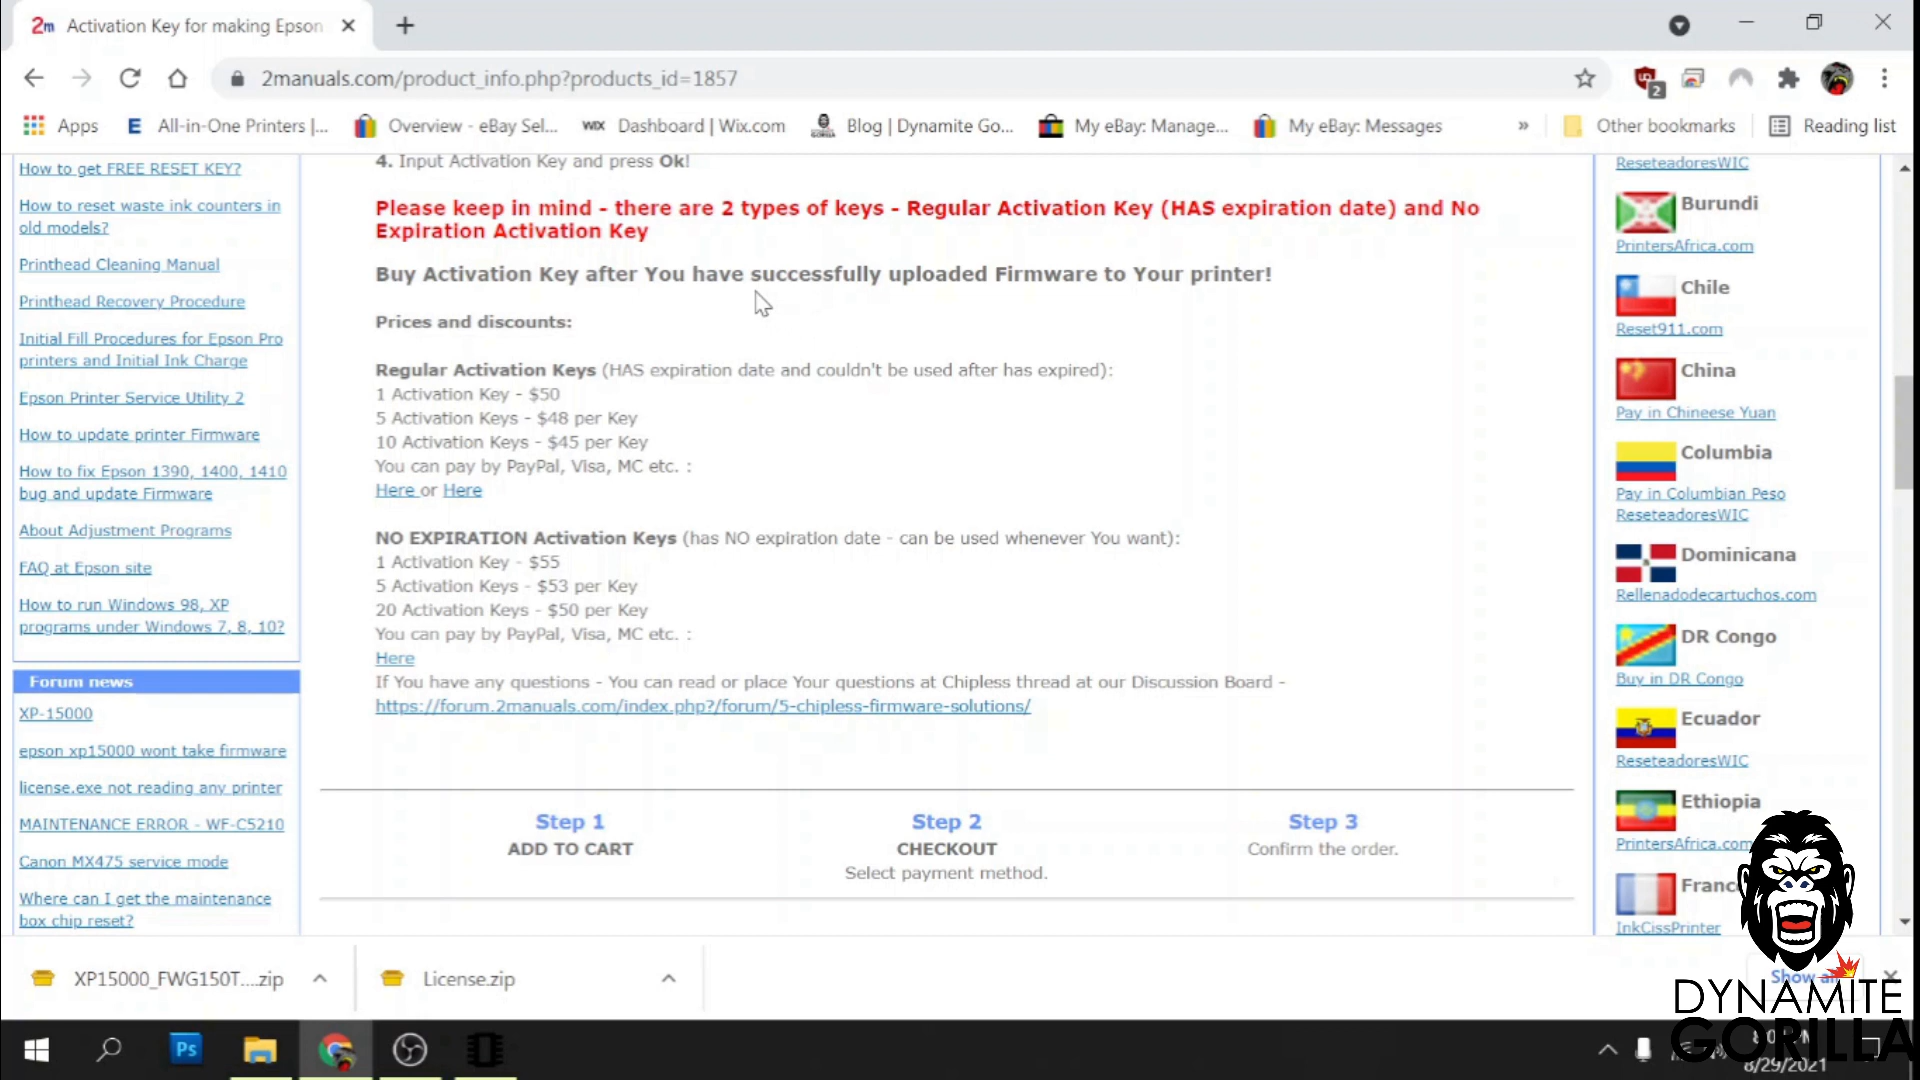 2m Activation Key for making Epson
2manuals.com/product_info.php?products_id=1857
2
Apps
E All-in-One Printers |...
Overview - eBay Sel...
WIX Dashboard | Wix.com
Blog | Dynamite Go...
My eBay: Manage...
My eBay: Messages
»
Other bookmarks
Reading list
How to get FREE RESET KEY?
How to reset waste ink counters in
old models?
Printhead Cleaning Manual
Printhead Recovery Procedure
Initial Fill Procedures for Epson Pro
printers and Initial Ink Charge
Epson Printer Service Utility 2
How to update printer Firmware
How to fix Epson 1390, 1400, 1410
bug and update Firmware
About Adjustment Programs
FAQ at Epson site
How to run Windows 98, XP
programs under Windows 7, 8, 10?
Forum news
XP-15000
epson xp15000 wont take firmware
license.exe not reading any printer
MAINTENANCE ERROR - WF-C5210
Canon MX475 service mode
Where can I get the maintenance
box chip reset?
4. Input Activation Key and press Ok!
Please keep in mind - there are 2 types of keys - Regular Activation Key (HAS expiration date) and No
Expiration Activation Key
Buy Activation Key after You have successfully uploaded Firmware to Your printer!
Prices and discounts:
Regular Activation Keys (HAS expiration date and couldn't be used after has expired):
1 Activation Key - $50
5 Activation Keys - $48 per Key
10 Activation Keys - $45 per Key
You can pay by PayPal, Visa, MC etc. :
Here or Here
NO EXPIRATION Activation Keys (has NO expiration date - can be used whenever You want):
1 Activation Key - $55
5 Activation Keys - $53 per Key
20 Activation Keys - $50 per Key
You can pay by PayPal, Visa, MC etc. :
Here
If You have any questions - You can read or place Your questions at Chipless thread at our Discussion Board -
https://forum.2manuals.com/index.php?/forum/5-chipless-firmware-solutions/
Step 1
ADD TO CART
Step 2
CHECKOUT
Select payment method.
Step 3
Confirm the order.
ReseteadoresWIC
Burundi
PrintersAfrica.com
Chile
Reset911.com
China
Pay in Chineese Yuan
Columbia
Pay in Columbian Peso
ReseteadoresWIC
Dominicana
Rellenadodecartuchos.com
DR Congo
Buy in DR Congo
Ecuador
ReseteadoresWIC
Ethiopia
PrintersAfrica.com
Franc
InkCissPrinter
XP15000_FWG150T....zip
License.zip
Show al
DYNAMITE
GORILLA
Ps
8/29/2021